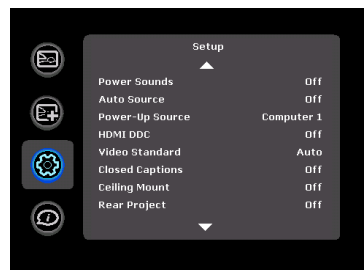 Setup
Power Sounds Off
Auto Source Off
Power-Up Source Computer 1
HDMI DDC Off
Video Standard Auto
Closed Captions Off
Ceiling Mount Off
Rear Project Off